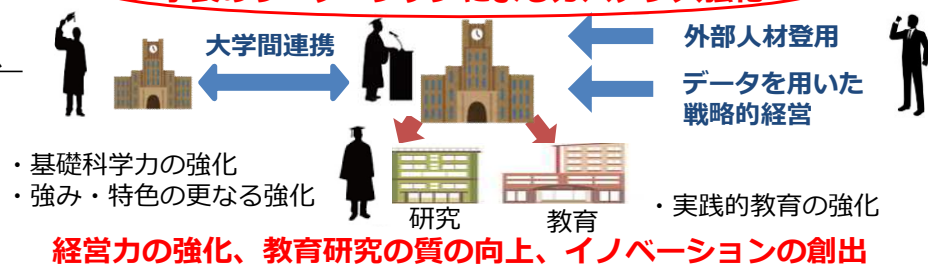 大学間連携
外部人材登用
データを用いた
戦略的経営
・基礎科学力の強化
・強み・特色の更なる強化
研究
教育
・実践的教育の強化
経営力の強化、教育研究の質の向上、イノベーションの創出